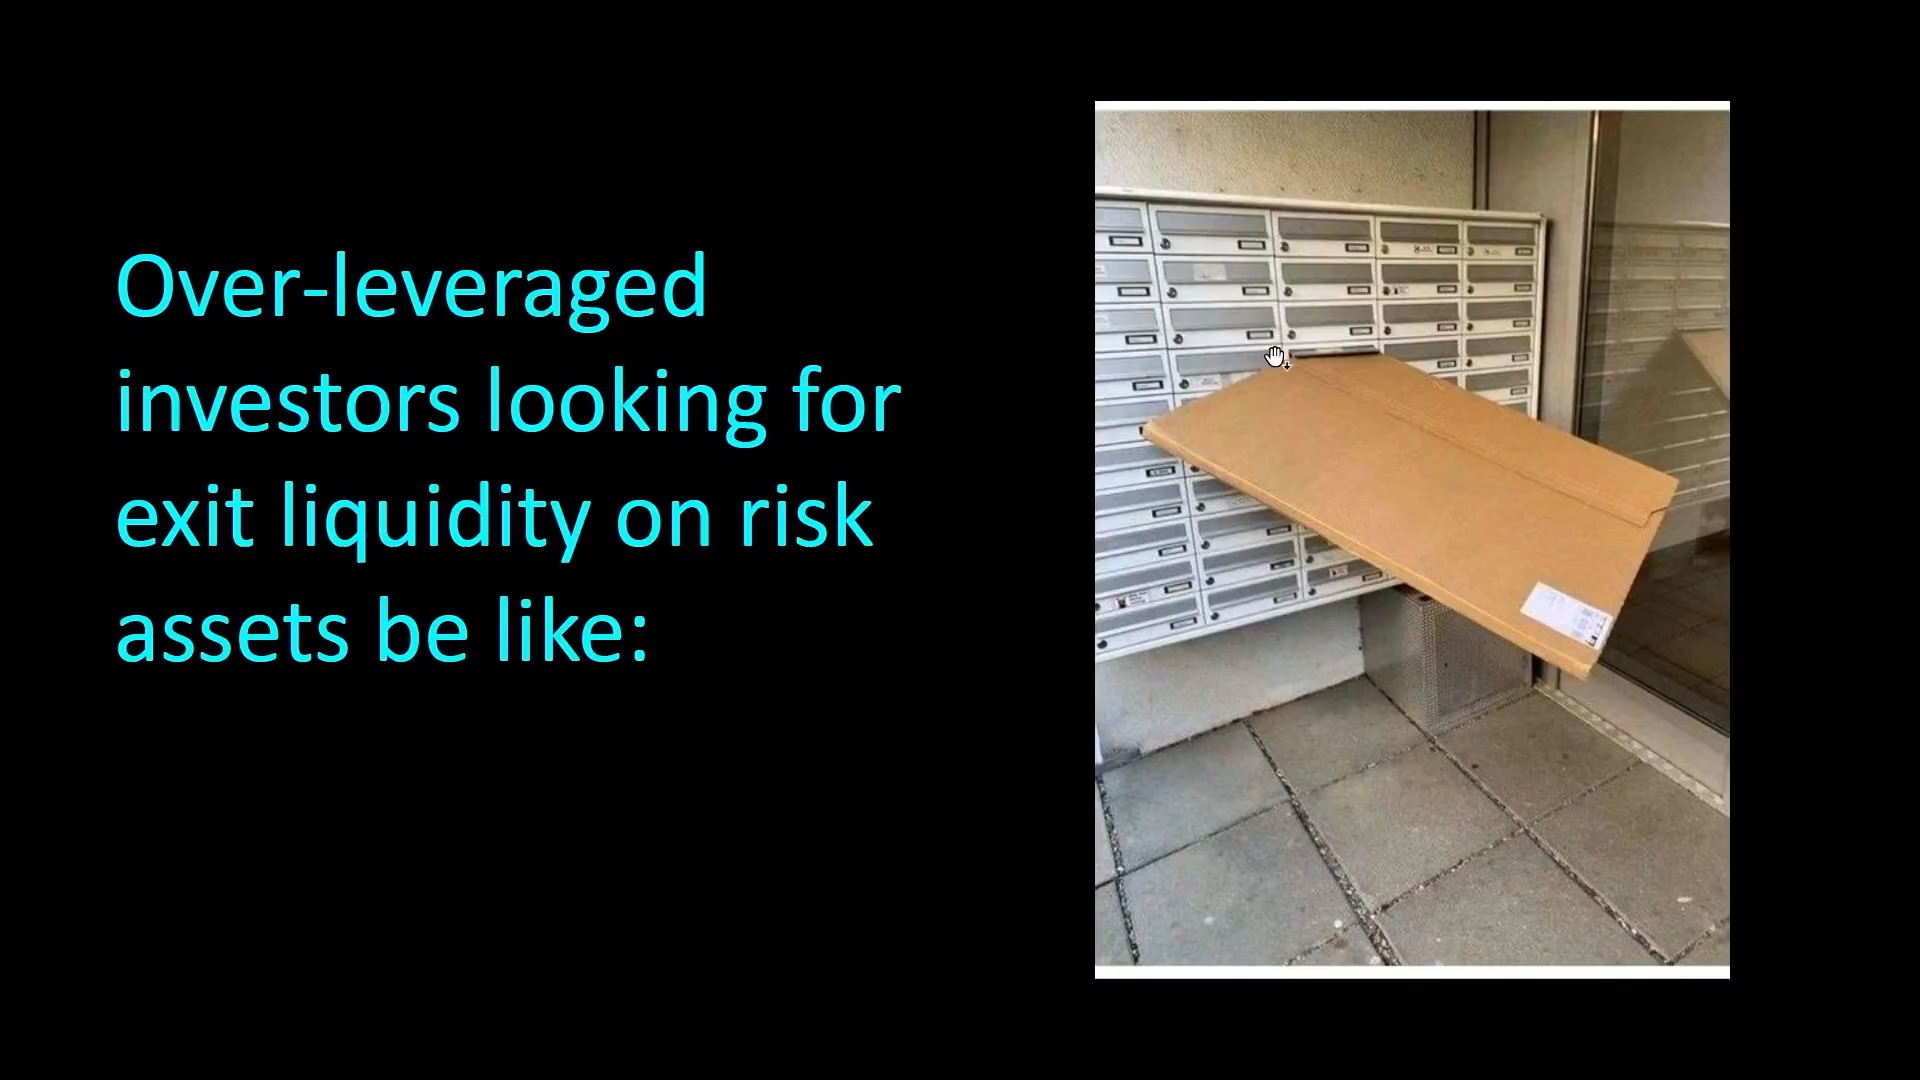 Over-leveraged
investors looking for
exit liquidity on risk
assets be like: